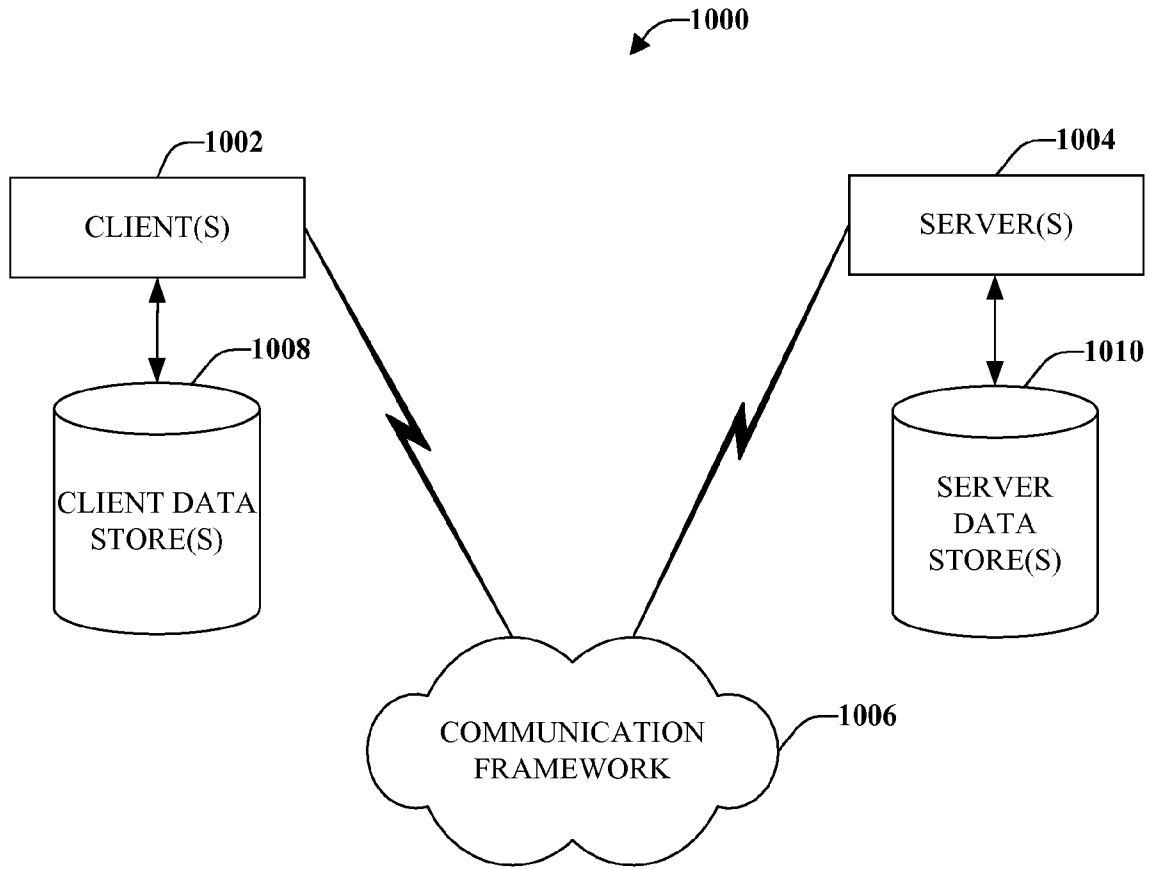 1000
1002
1004
CLIENT(S)
SERVER(S)
1008
1010
CLIENT DATA
STORE(S)
SERVER
DATA
STORE(S)
1006
COMMUNICATION
FRAMEWORK